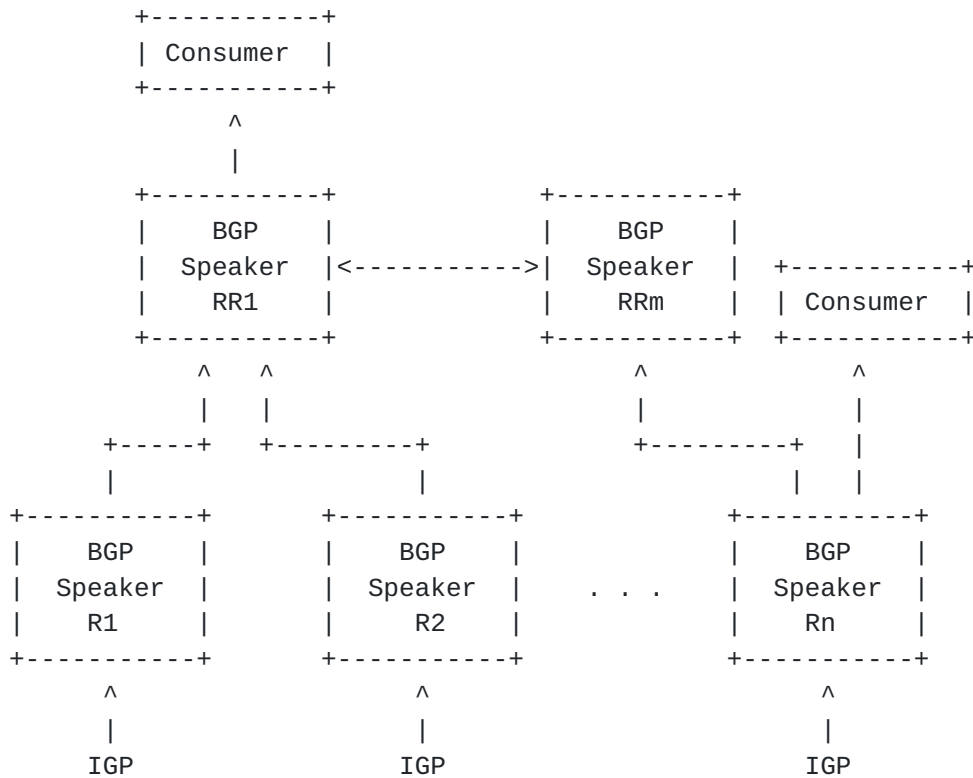 Consumer
BGP BGP
Speaker Speaker
RR1 RRm Consumer
BGP BGP BGP
Speaker Speaker . . . Speaker
R1 R2 Rn
IGP IGP IGP